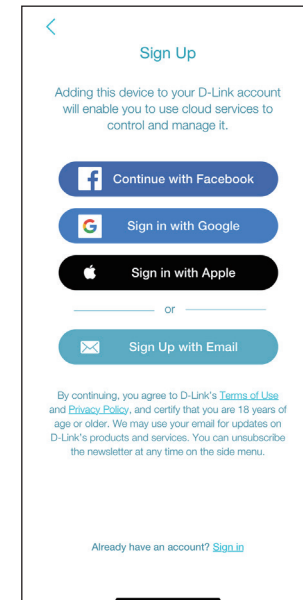 Sign Up
Adding this device to your D-Link account
will enable you to use cloud services to
control and manage it.
Continue with Facebook
Sign in with Google
Sign in with Apple
or
Sign Up with Email
By continuing, you agree to D-Link's Terms of Use
and Privacy Policy, and certify that you are 18 years of
age or older. We may use your email for updates on
D-Link's products and services. You can unsubscribe
the newsletter at any time on the side menu.
Already have an account? Sign in